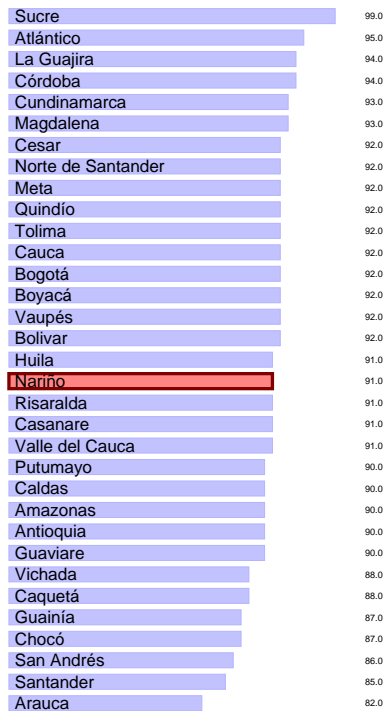 Sucre 99.0
Atlántico 95.0
La Guajira 94.0
Córdoba 94.0
Cundinamarca 93.0
Magdalena 93.0
Cesar 92.0
Norte de Santander 92.0
Meta 92.0
Quindío 92.0
Tolima 92.0
Cauca 92.0
Bogotá 92.0
Boyacá 92.0
Vaupés 92.0
Bolivar 92.0
Huila 91.0
Nariño 91.0
Risaralda 91.0
Casanare 91.0
Valle del Cauca 91.0
Putumayo 90.0
Caldas 90.0
Amazonas 90.0
Antioquia 90.0
Guaviare 90.0
Vichada 88.0
Caquetá 88.0
Guainía 87.0
Chocó 87.0
San Andrés 86.0
Santander 85.0
Arauca 82.0